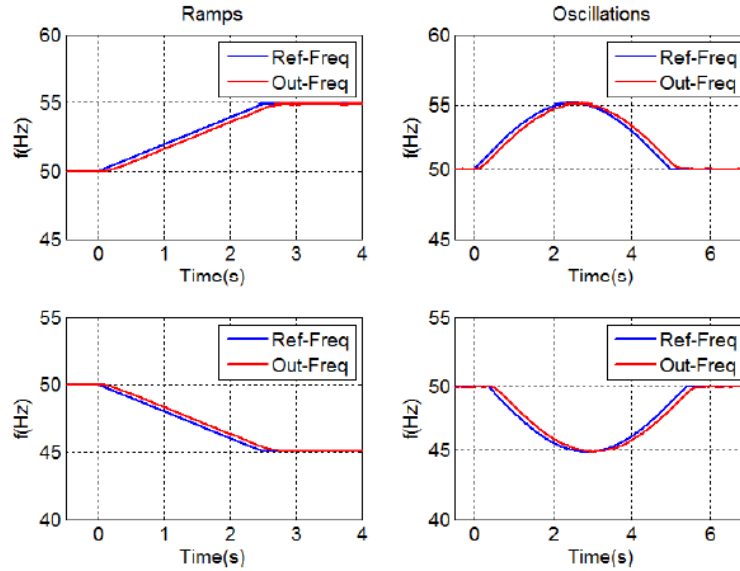 Ramps
60
55
50
45
f(Hz)
Ref-Freq
Out-Freq
0 1 2 3 4
Time(s)
Oscillations
60
55
50
45
f(Hz)
Ref-Freq
Out-Freq
0 2 4 6
Time(s)
55
50
45
40
f(Hz)
Ref-Freq
Out-Freq
0 1 2 3 4
Time(s)
55
50
45
40
f(Hz)
Ref-Freq
Out-Freq
0 2 4 6
Time(s)